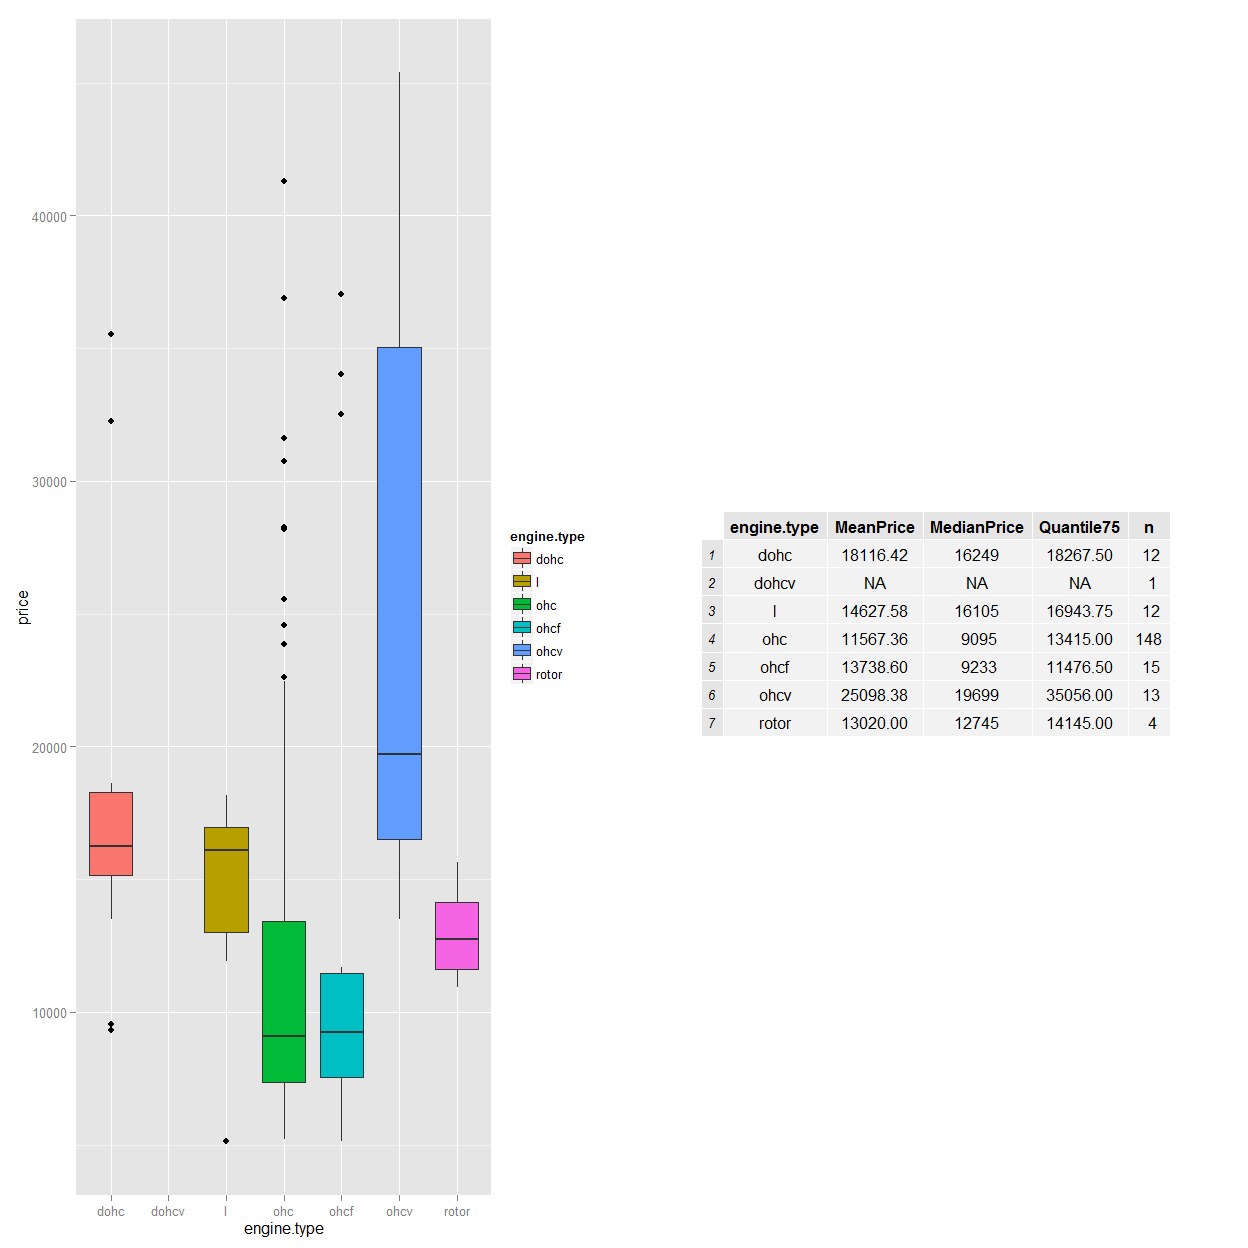 40000
30000
20000
10000
price
dohc dohcv l ohc ohcf ohcv rotor
engine.type
engine.type
dohc
l
ohc
ohcf
ohcv
rotor
engine.type MeanPrice MedianPrice Quantile75 n
1 dohc 18116.42 16249 18267.50 12
2 dohcv NA NA NA 1
3 l 14627.58 16105 16943.75 12
4 ohc 11567.36 9095 13415.00 148
5 ohcf 13738.60 9233 11476.50 15
6 ohcv 25098.38 19699 35056.00 13
7 rotor 13020.00 12745 14145.00 4